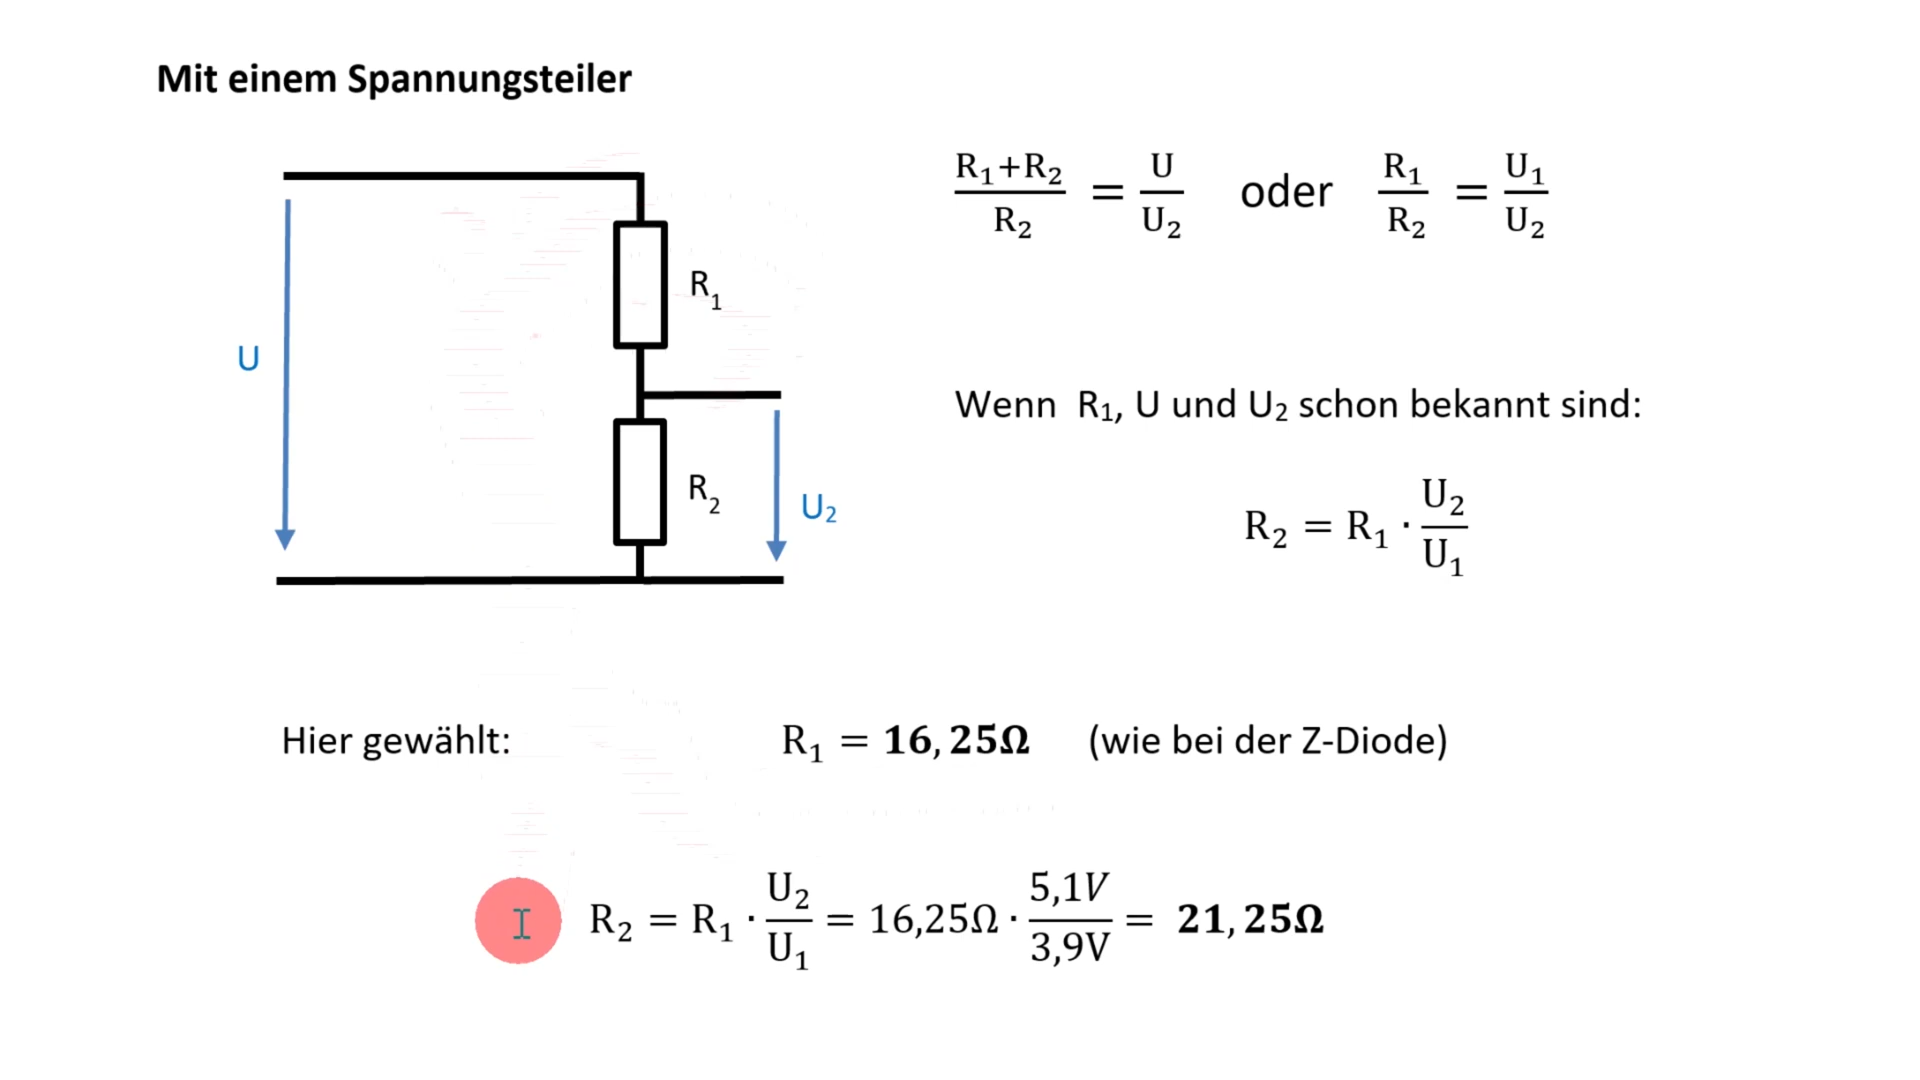 Mit einem Spannungsteiler
R₁+R₂ / R₂ = U / U₂ oder R₁ / R₂ = U₁ / U₂
R₁
U
Wenn R₁, U und U₂ schon bekannt sind:
R₂
U₂
R₂ = R₁ · U₂ / U₁
Hier gewählt: R₁ = 16,25Ω (wie bei der Z-Diode)
R₂ = R₁ · U₂ / U₁ = 16,25Ω · 5,1V / 3,9V = 21,25Ω